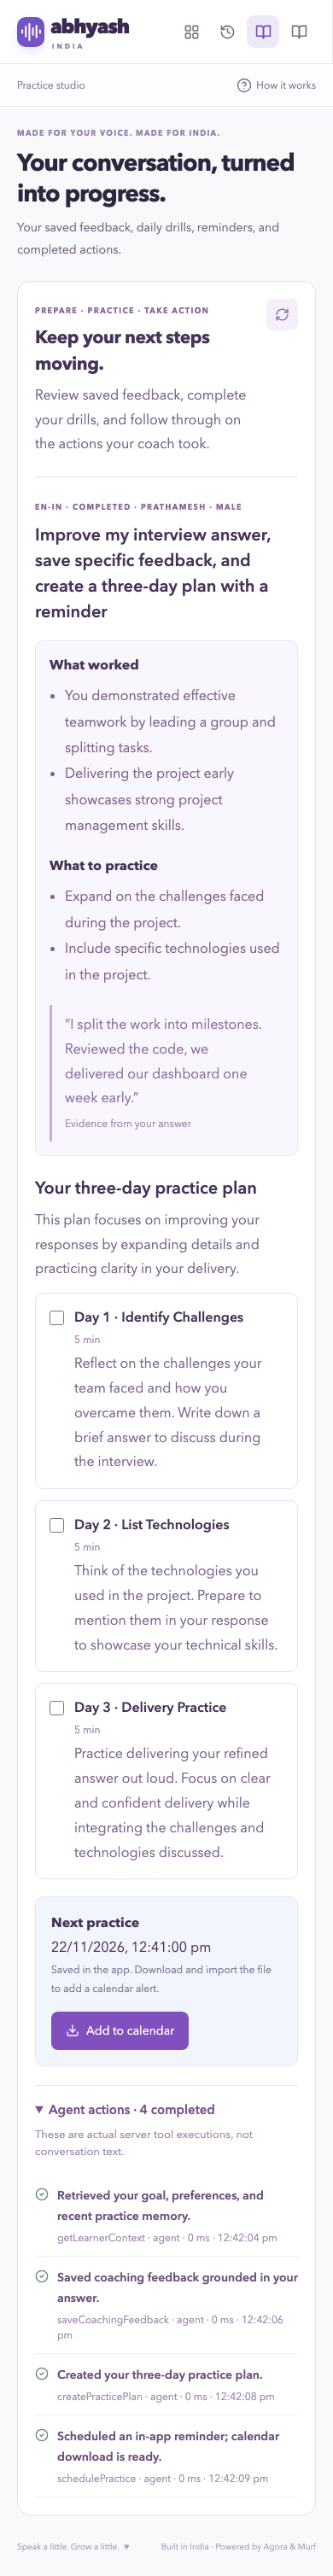 abhyash
INDIA
Practice studio
How it works
MADE FOR YOUR VOICE. MADE FOR INDIA.
Your conversation, turned
into progress.
Your saved feedback, daily drills, reminders, and
completed actions.
PREPARE · PRACTICE · TAKE ACTION
Keep your next steps
moving.
Review saved feedback, complete
your drills, and follow through on
the actions your coach took.
EN-IN · COMPLETED · PRATHAMESH · MALE
Improve my interview answer,
save specific feedback, and
create a three-day plan with a
reminder
What worked
• You demonstrated effective
teamwork by leading a group and
splitting tasks.
• Delivering the project early
showcases strong project
management skills.
What to practice
• Expand on the challenges faced
during the project.
• Include specific technologies used
in the project.
“I split the work into milestones.
Reviewed the code, we
delivered our dashboard one
week early.”
Evidence from your answer
Your three-day practice plan
This plan focuses on improving your
responses by expanding details and
practicing clarity in your delivery.
Day 1 · Identify Challenges
5 min
Reflect on the challenges your
team faced and how you
overcame them. Write down a
brief answer to discuss during
the interview.
Day 2 · List Technologies
5 min
Think of the technologies you
used in the project. Prepare to
mention them in your response
to showcase your technical skills.
Day 3 · Delivery Practice
5 min
Practice delivering your refined
answer out loud. Focus on clear
and confident delivery while
integrating the challenges and
technologies discussed.
Next practice
22/11/2026, 12:41:00 pm
Saved in the app. Download and import the file
to add a calendar alert.
Add to calendar
Agent actions · 4 completed
These are actual server tool executions, not
conversation text.
Retrieved your goal, preferences, and
recent practice memory.
getLearnerContext · agent · 0 ms · 12:42:04 pm
Saved coaching feedback grounded in your
answer.
saveCoachingFeedback · agent · 0 ms · 12:42:06
pm
Created your three-day practice plan.
createPracticePlan · agent · 0 ms · 12:42:08 pm
Scheduled an in-app reminder; calendar
download is ready.
schedulePractice · agent · 0 ms · 12:42:09 pm
Speak a little. Grow a little. ♥
Built in India · Powered by Agora & Murf